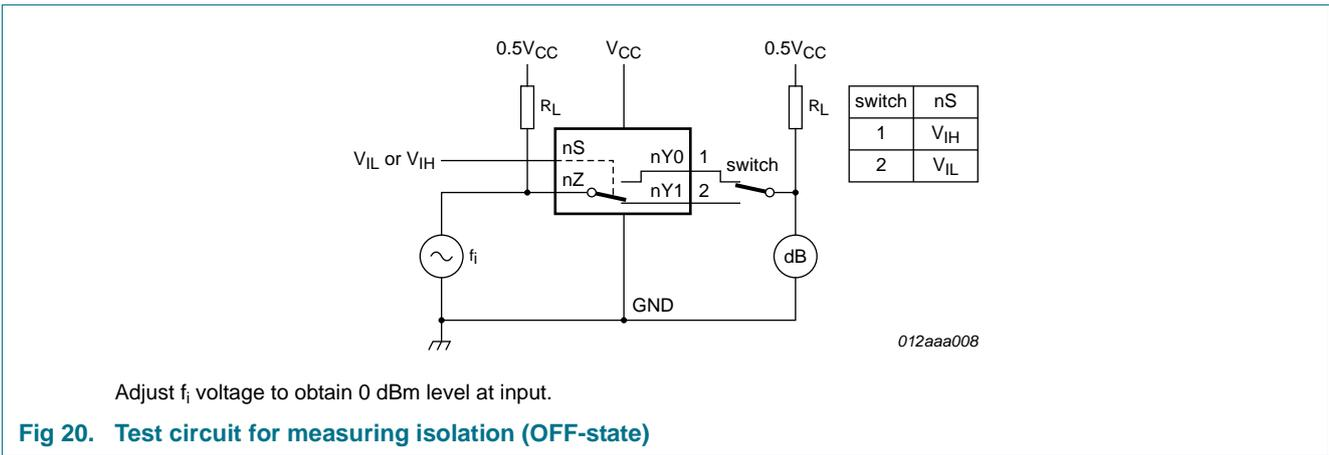 0.5VCC VCC 0.5VCC
RL RL
switch nS
1 VIH
2 VIL
VIL or VIH
nS
nZ
nY0 1
nY1 2
switch
fi
dB
GND
012aaa008
Adjust fi voltage to obtain 0 dBm level at input.
Fig 20. Test circuit for measuring isolation (OFF-state)